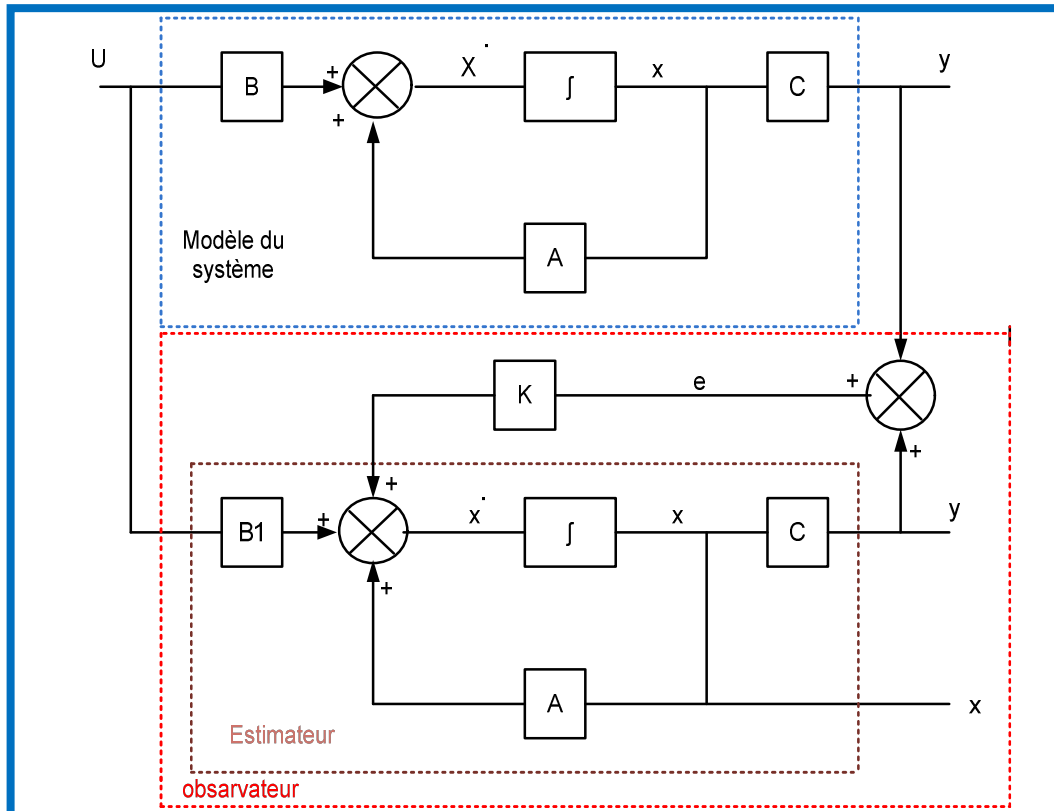 U
B
+
+
X
.
∫
x
C
y
A
Modèle du
système
K
e
+
+
B1
+
+
+
x
.
∫
x
C
y
A
x
Estimateur
obsarvateur